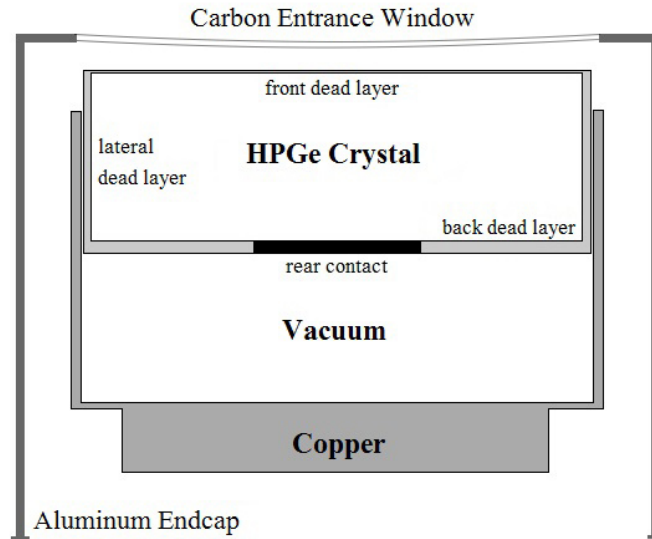 Carbon Entrance Window
front dead layer
lateral
dead layer
HPGe Crystal
back dead layer
rear contact
Vacuum
Copper
Aluminum Endcap